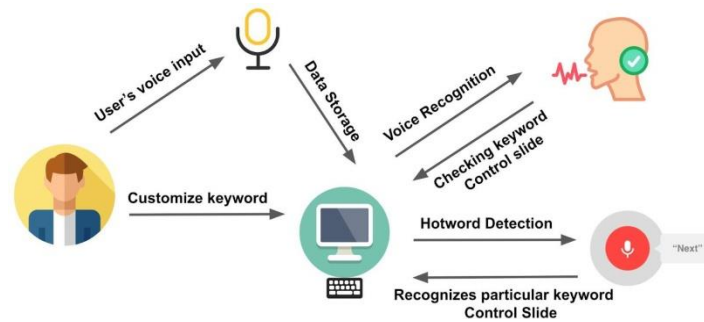 User's voice input
Data Storage
Voice Recognition
Checking keyword
Control slide
Customize keyword
Hotword Detection
"Next"
Recognizes particular keyword
Control Slide